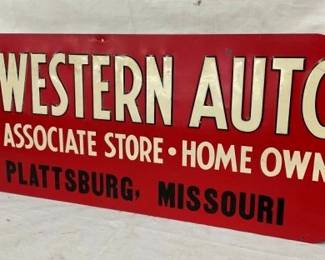 WESTERN AUTO
ASSOCIATE STORE • HOME OWN
PLATTSBURG, MISSOURI